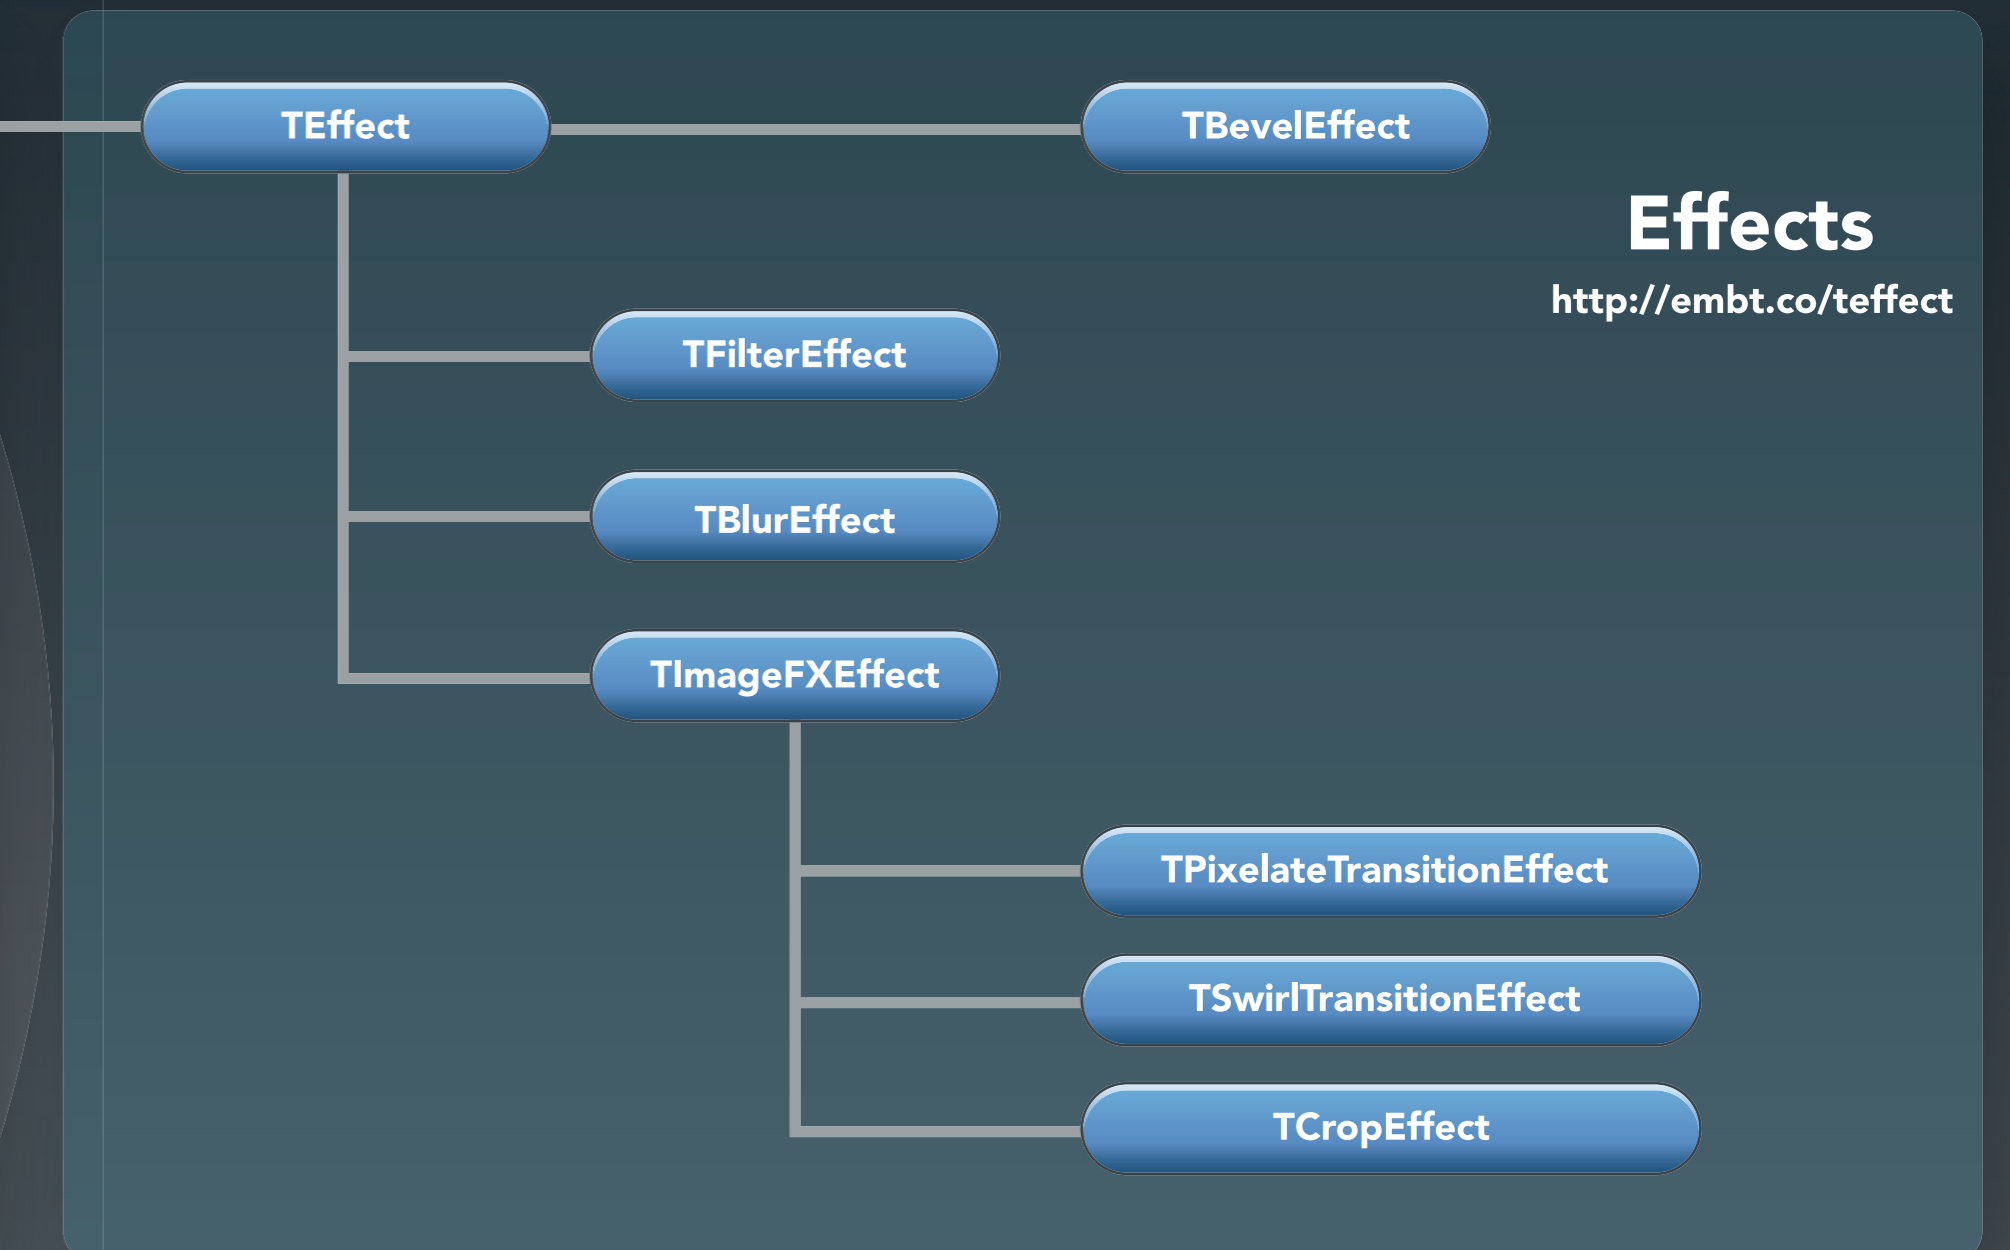 TEffect
TBevelEffect
Effects
http://embt.co/teffect
TFilterEffect
TBlurEffect
TImageFXEffect
TPixelateTransitionEffect
TSwirlTransitionEffect
TCropEffect